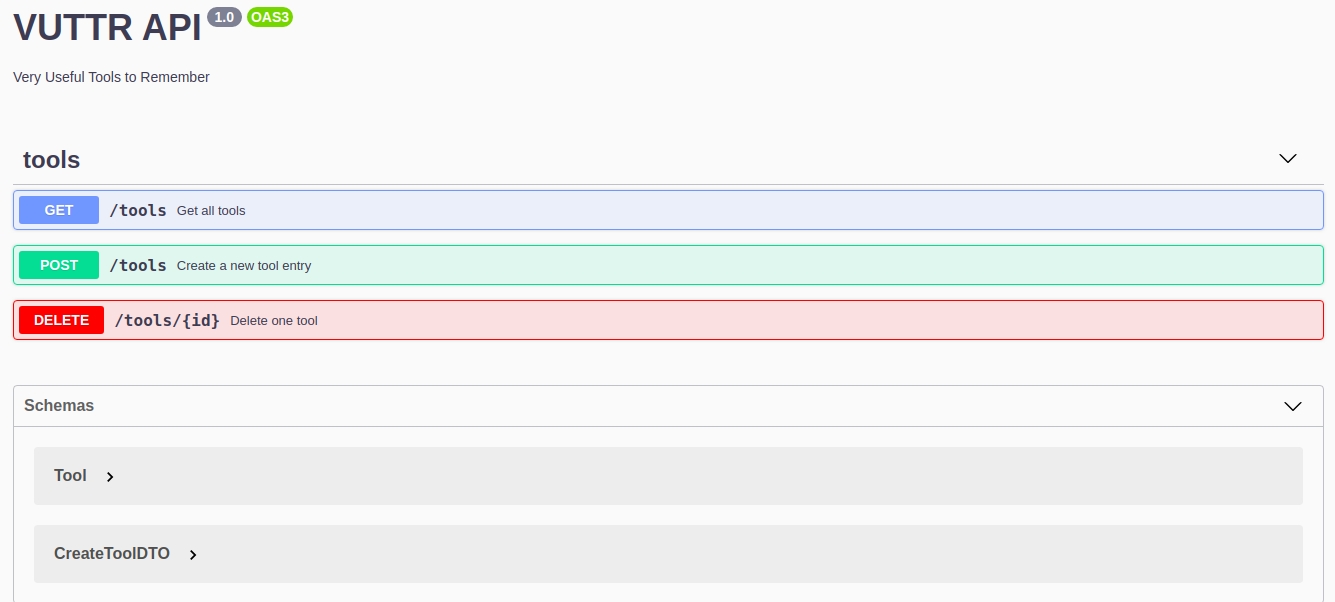 VUTTR API 1.0 OAS3
Very Useful Tools to Remember
tools
GET /tools Get all tools
POST /tools Create a new tool entry
DELETE /tools/{id} Delete one tool
Schemas
Tool
CreateToolDTO